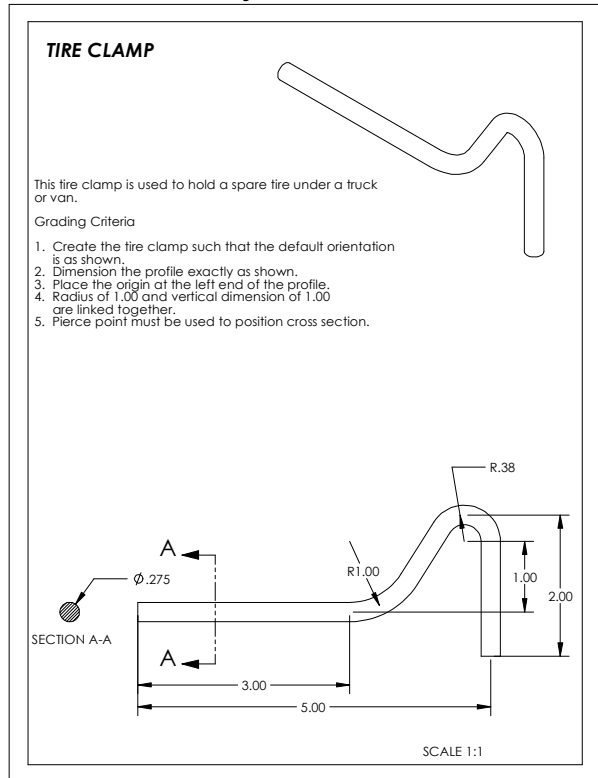 TIRE CLAMP
This tire clamp is used to hold a spare tire under a truck
or van.
Grading Criteria
1. Create the tire clamp such that the default orientation
is as shown.
2. Dimension the profile exactly as shown.
3. Place the origin at the left end of the profile.
4. Radius of 1.00 and vertical dimension of 1.00
are linked together.
5. Pierce point must be used to position cross section.
R.38
A
R1.00
1.00
Ø.275
2.00
SECTION A-A
A
3.00
5.00
SCALE 1:1